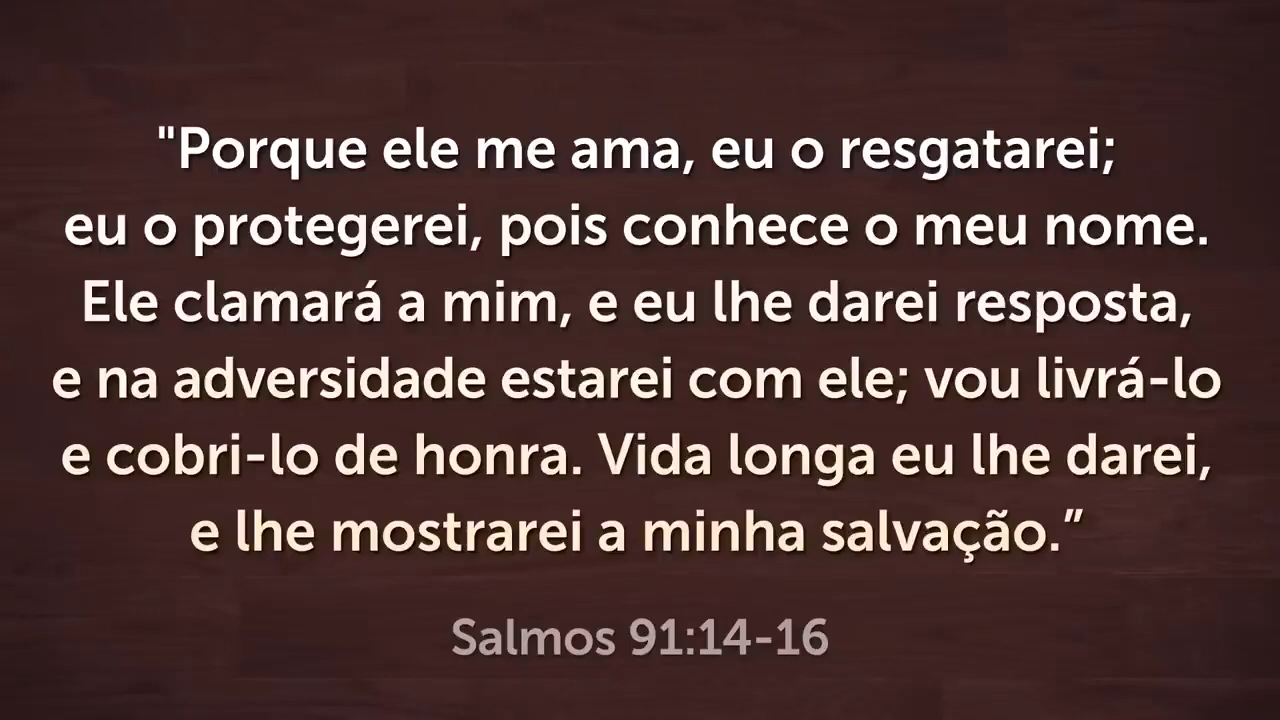 "Porque ele me ama, eu o resgatarei;
eu o protegerei, pois conhece o meu nome.
Ele clamará a mim, e eu lhe darei resposta,
e na adversidade estarei com ele; vou livrá-lo
e cobri-lo de honra. Vida longa eu lhe darei,
e lhe mostrarei a minha salvação.”
Salmos 91:14-16